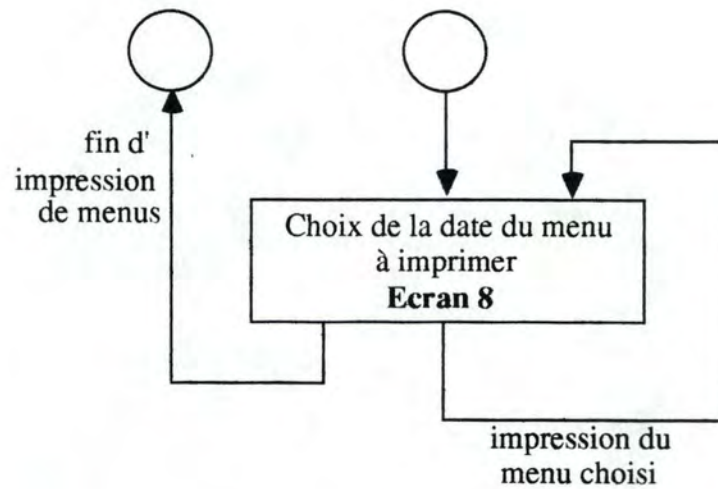 fin d'
impression
de menus
Choix de la date du menu
à imprimer
Ecran 8
impression du
menu choisi